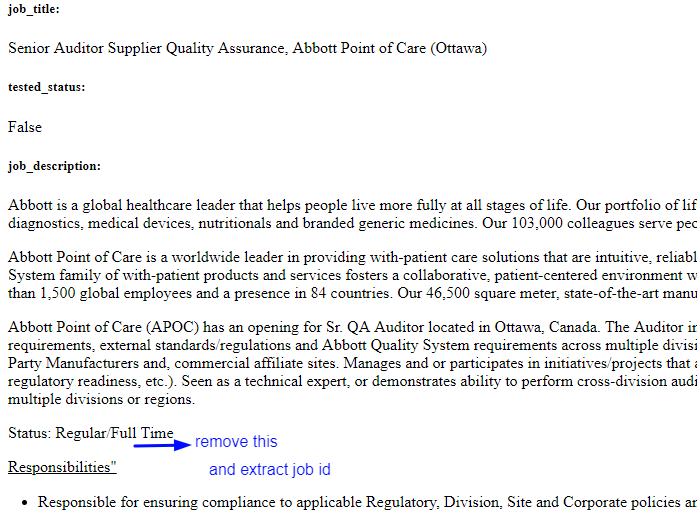 job_title:
Senior Auditor Supplier Quality Assurance, Abbott Point of Care (Ottawa)
tested_status:
False
job_description:
Abbott is a global healthcare leader that helps people live more fully at all stages of life. Our portfolio of lif
diagnostics, medical devices, nutritionals and branded generic medicines. Our 103,000 colleagues serve peo
Abbott Point of Care is a worldwide leader in providing with-patient care solutions that are intuitive, reliabl
System family of with-patient products and services fosters a collaborative, patient-centered environment w
than 1,500 global employees and a presence in 84 countries. Our 46,500 square meter, state-of-the-art manu
Abbott Point of Care (APOC) has an opening for Sr. QA Auditor located in Ottawa, Canada. The Auditor in
requirements, external standards/regulations and Abbott Quality System requirements across multiple divisi
Party Manufacturers and, commercial affiliate sites. Manages and or participates in initiatives/projects that a
regulatory readiness, etc.). Seen as a technical expert, or demonstrates ability to perform cross-division audi
multiple divisions or regions.
Status: Regular/Full Time
remove this
Responsibilities"
and extract job id
• Responsible for ensuring compliance to applicable Regulatory, Division, Site and Corporate policies an